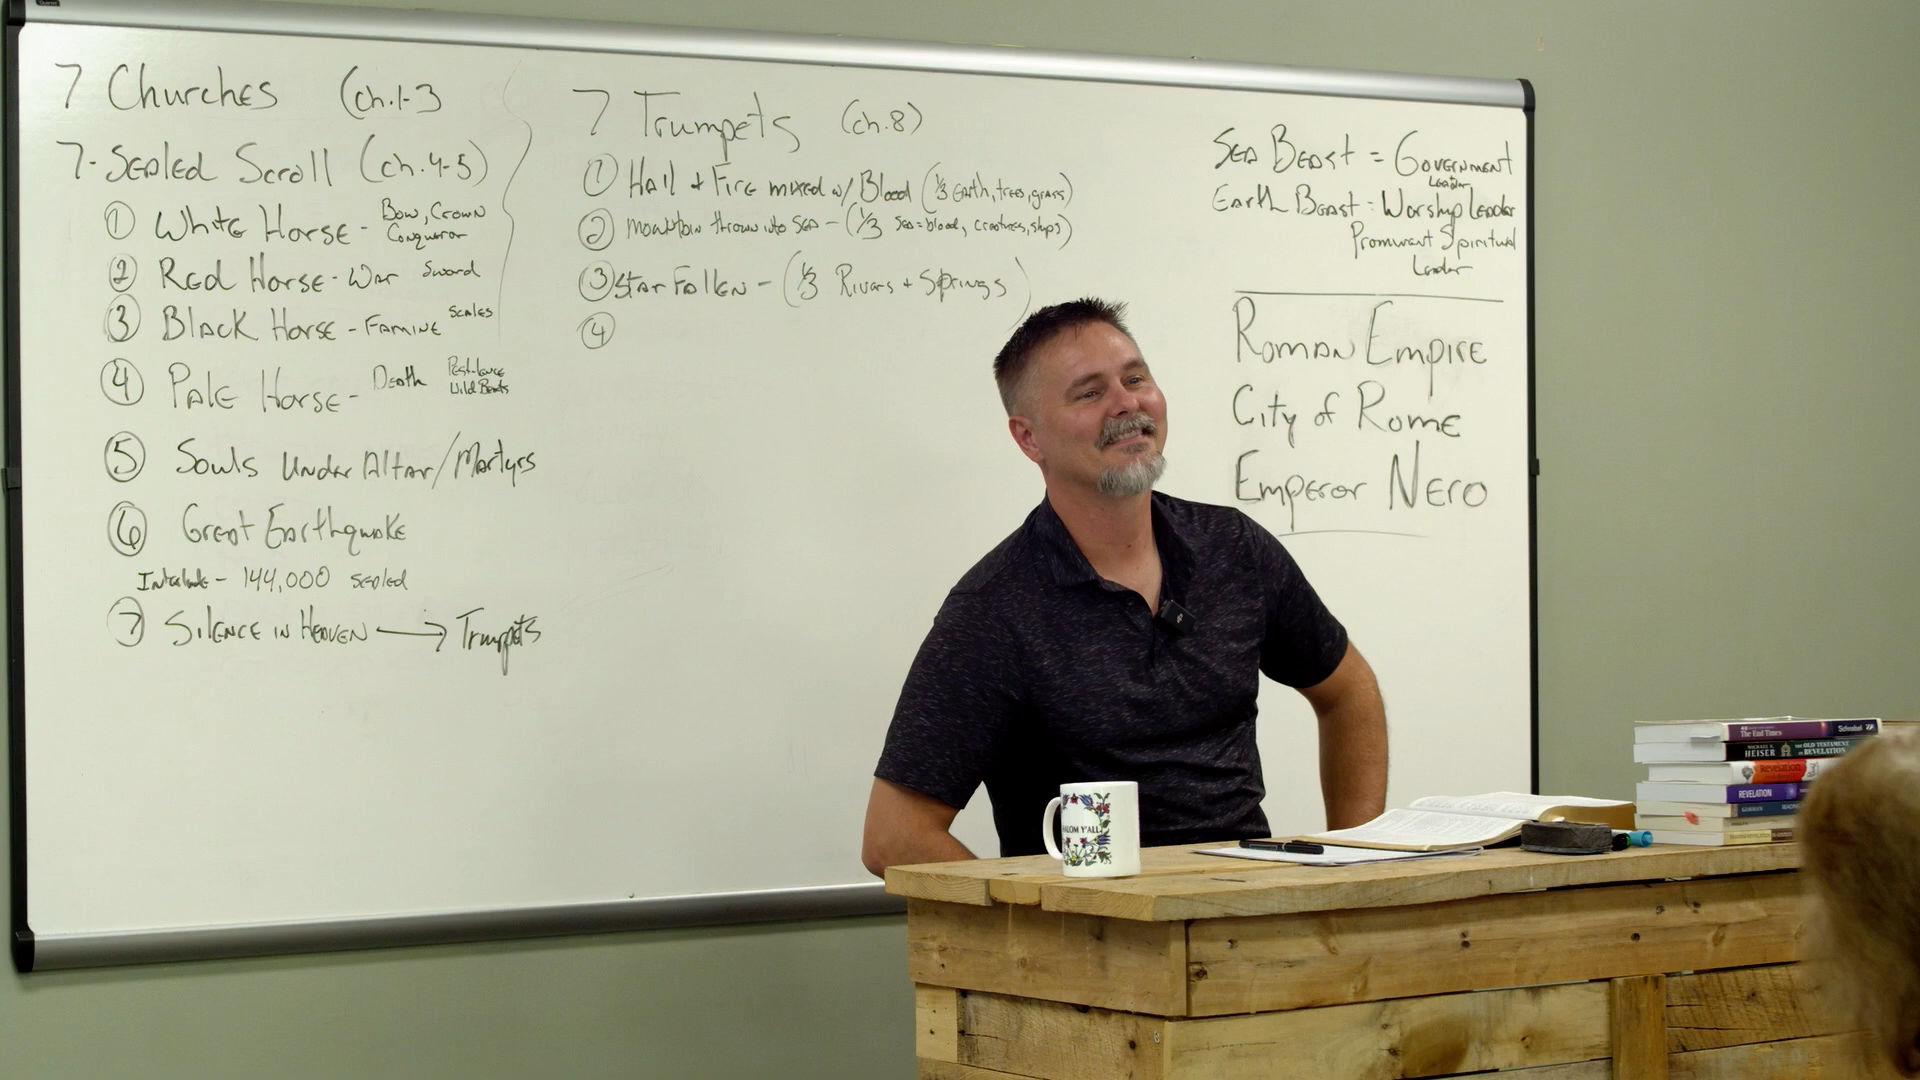 7 Churches (ch.1-3
7-Sealed Scroll (ch.4-5)
① White Horse - Bow, Crown
Conqueror
② Red Horse - War Sword
③ Black Horse - Famine Scales
④ Pale Horse - Death Pestilence
Wild Beasts
⑤ Souls Under Altar/Martyrs
⑥ Great Earthquake
Interlude - 144,000 sealed
⑦ Silence in Heaven → Trumpets
7 Trumpets (ch.8)
① Hail + Fire mixed w/ Blood (⅓ Earth, trees, grass)
② Mountain thrown into Sea - (⅓ Sea=blood, creatures, ships)
③ Star Fallen - (⅓ Rivers + Springs)
④
Sea Beast = Government
Leader
Earth Beast = Worship Leader
Prominent Spiritual
Leader
Roman Empire
City of Rome
Emperor Nero
ALOM Y'ALL
The End Times Schnabel
MICHAEL S. HEISER THE OLD TESTAMENT IN REVELATION
Revelation
REVELATION
GORMAN READING